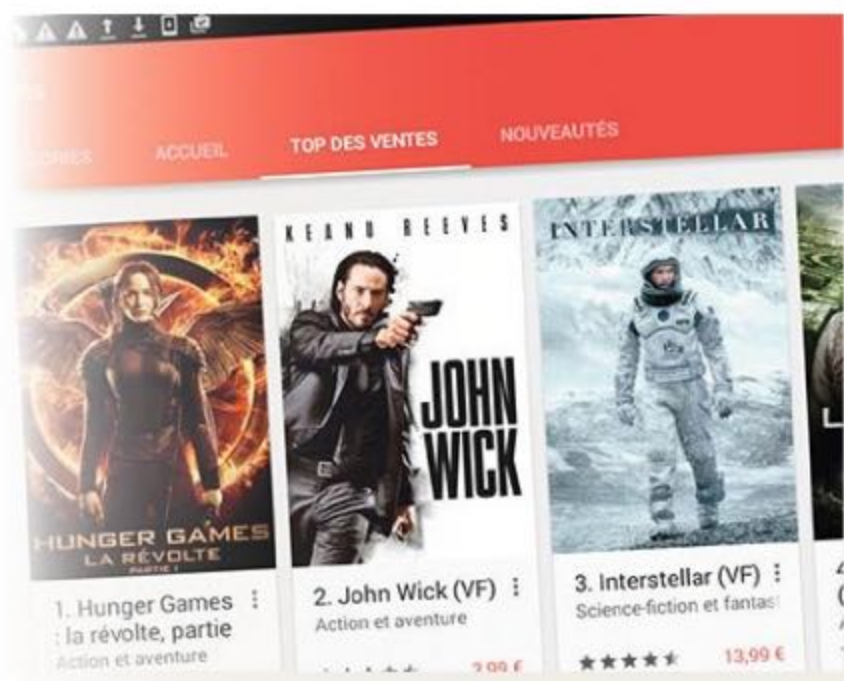 ACCUEIL
TOP DES VENTES
NOUVEAUTÉS
KEANU REEVES
INTERSTELLAR
JOHN
WICK
HUNGER GAMES
LA RÉVOLTE
PARTIE 1
1. Hunger Games
: la révolte, partie
Action et aventure
2. John Wick (VF)
Action et aventure
3. Interstellar (VF)
Science-fiction et fantas
13,99 €